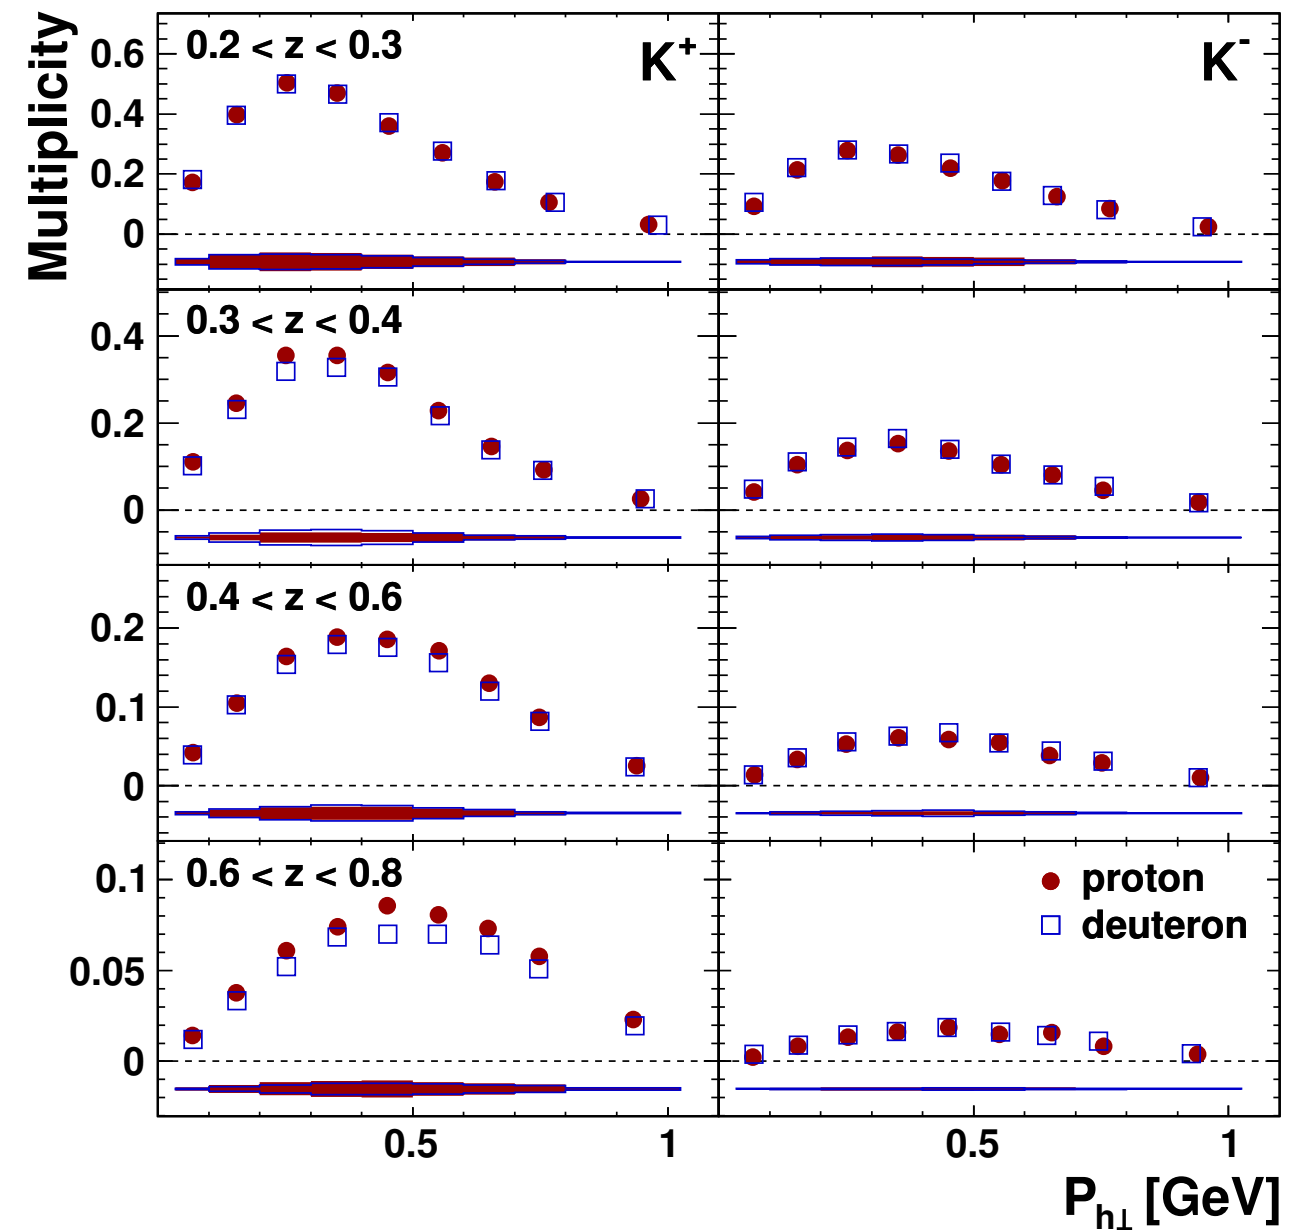 Multiplicity
0.2 < z < 0.3
K+
K-
0.6
0.4
0.2
0
0.3 < z < 0.4
0.4
0.2
0
0.4 < z < 0.6
0.2
0.1
0
0.6 < z < 0.8
proton
deuteron
0.1
0.05
0
0.5
1
0.5
1
Ph⊥ [GeV]